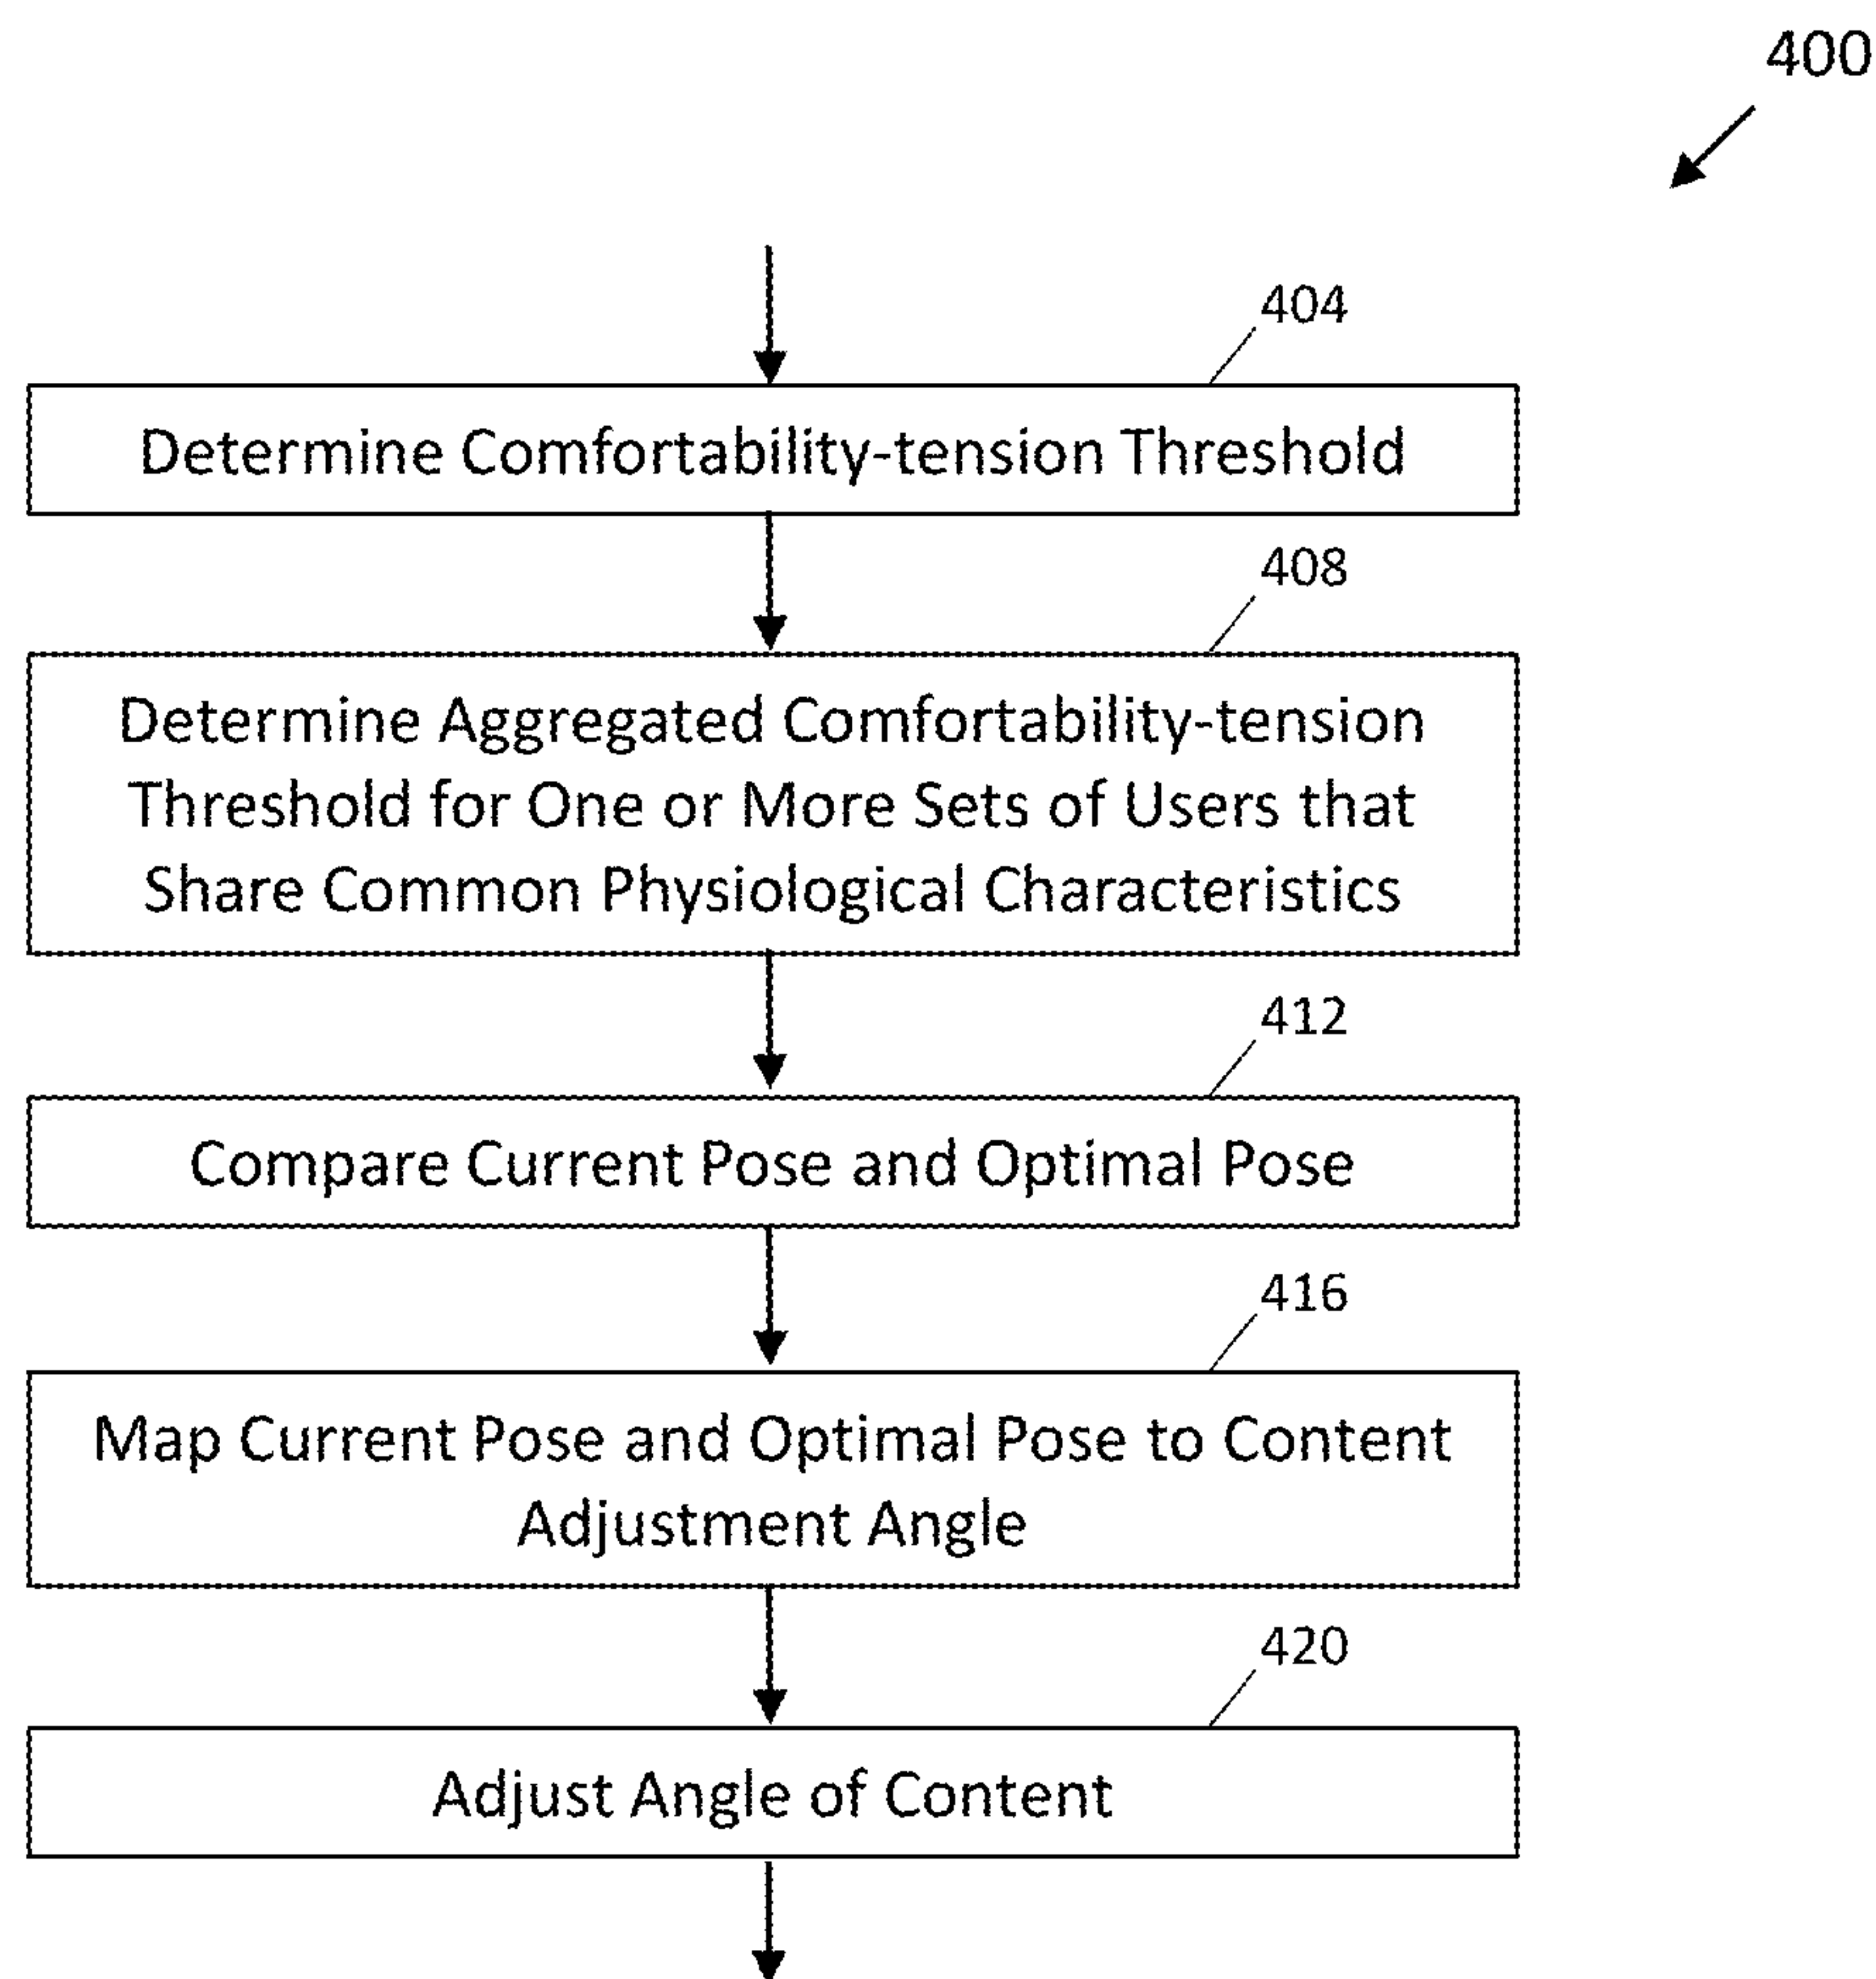 400
404
Determine Comfortability-tension Threshold
408
Determine Aggregated Comfortability-tension
Threshold for One or More Sets of Users that
Share Common Physiological Characteristics
412
Compare Current Pose and Optimal Pose
416
Map Current Pose and Optimal Pose to Content
Adjustment Angle
420
Adjust Angle of Content